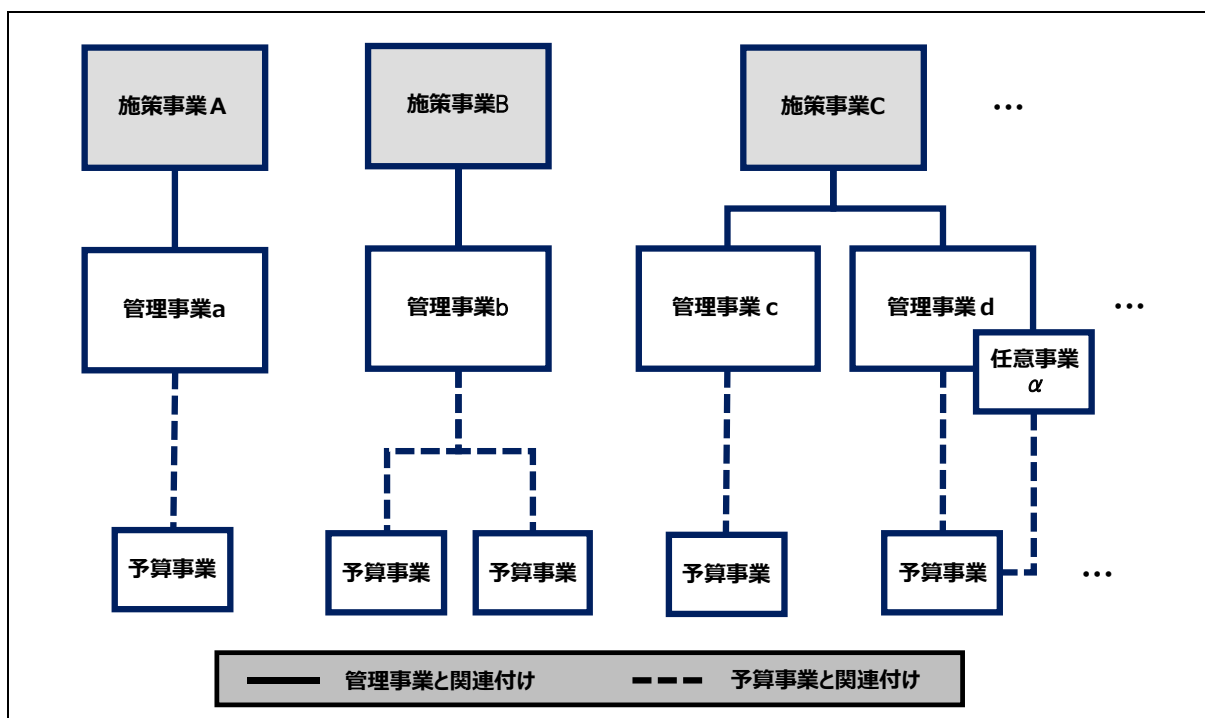 施策事業A
施策事業B
施策事業C
…
管理事業a
管理事業b
管理事業c
管理事業d
…
任意事業
α
予算事業
予算事業
予算事業
予算事業
予算事業
…
管理事業と関連付け
予算事業と関連付け